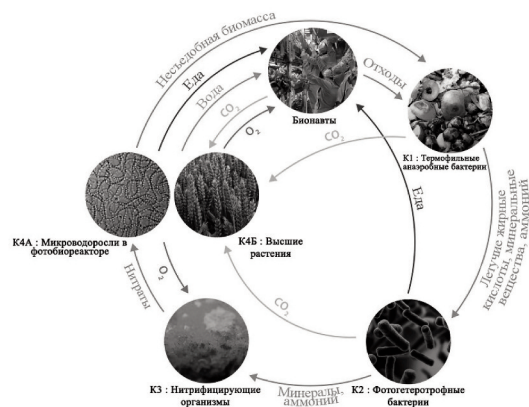 Несъедобная биомасса
Еда
Вода
CO₂
O₂
Отходы
Бионавты
CO₂
К1 : Термофильные
анаэробные бактерии
Еда
К4А : Микроводоросли в
фотобиореакторе
К4Б : Высшие
растения
Летучие жирные
кислоты, минеральные
вещества, аммоний
Нитраты
O₂
CO₂
К3 : Нитрифицирующие
организмы
Минералы,
аммоний
К2 : Фотогетеротрофные
бактерии